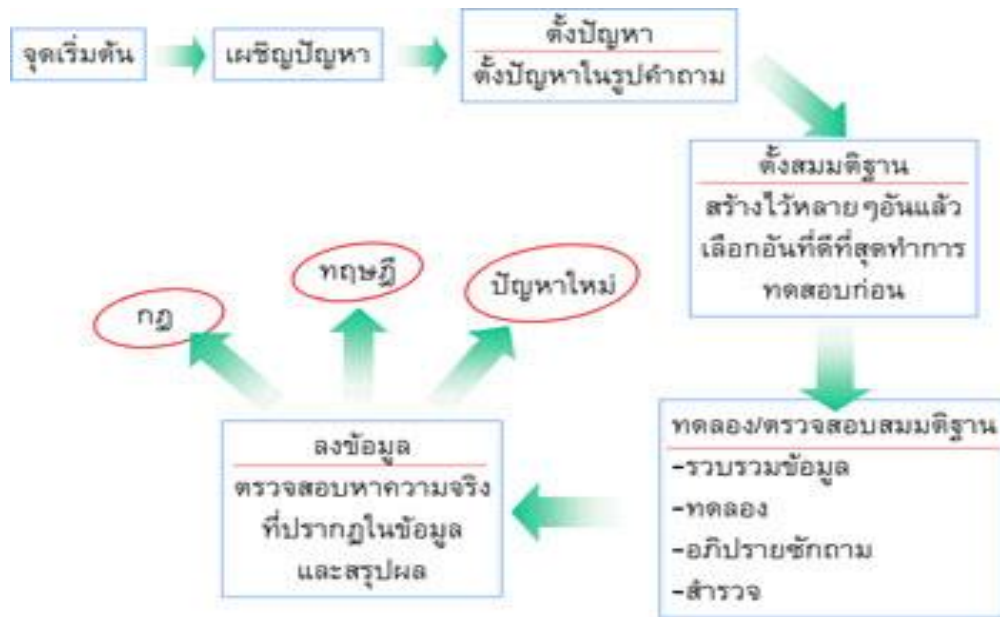 จุดเริ่มต้น
เผชิญปัญหา
ตั้งปัญหา
ตั้งปัญหาในรูปคำถาม
ตั้งสมมติฐาน
สร้างไว้หลายๆอันแล้ว
เลือกอันที่ดีที่สุดทำการ
ทดสอบก่อน
ทดลอง/ตรวจสอบสมมติฐาน
-รวบรวมข้อมูล
-ทดลอง
-อภิปรายซักถาม
-สำรวจ
ลงข้อมูล
ตรวจสอบหาความจริง
ที่ปรากฏในข้อมูล
และสรุปผล
กฎ
ทฤษฎี
ปัญหาใหม่